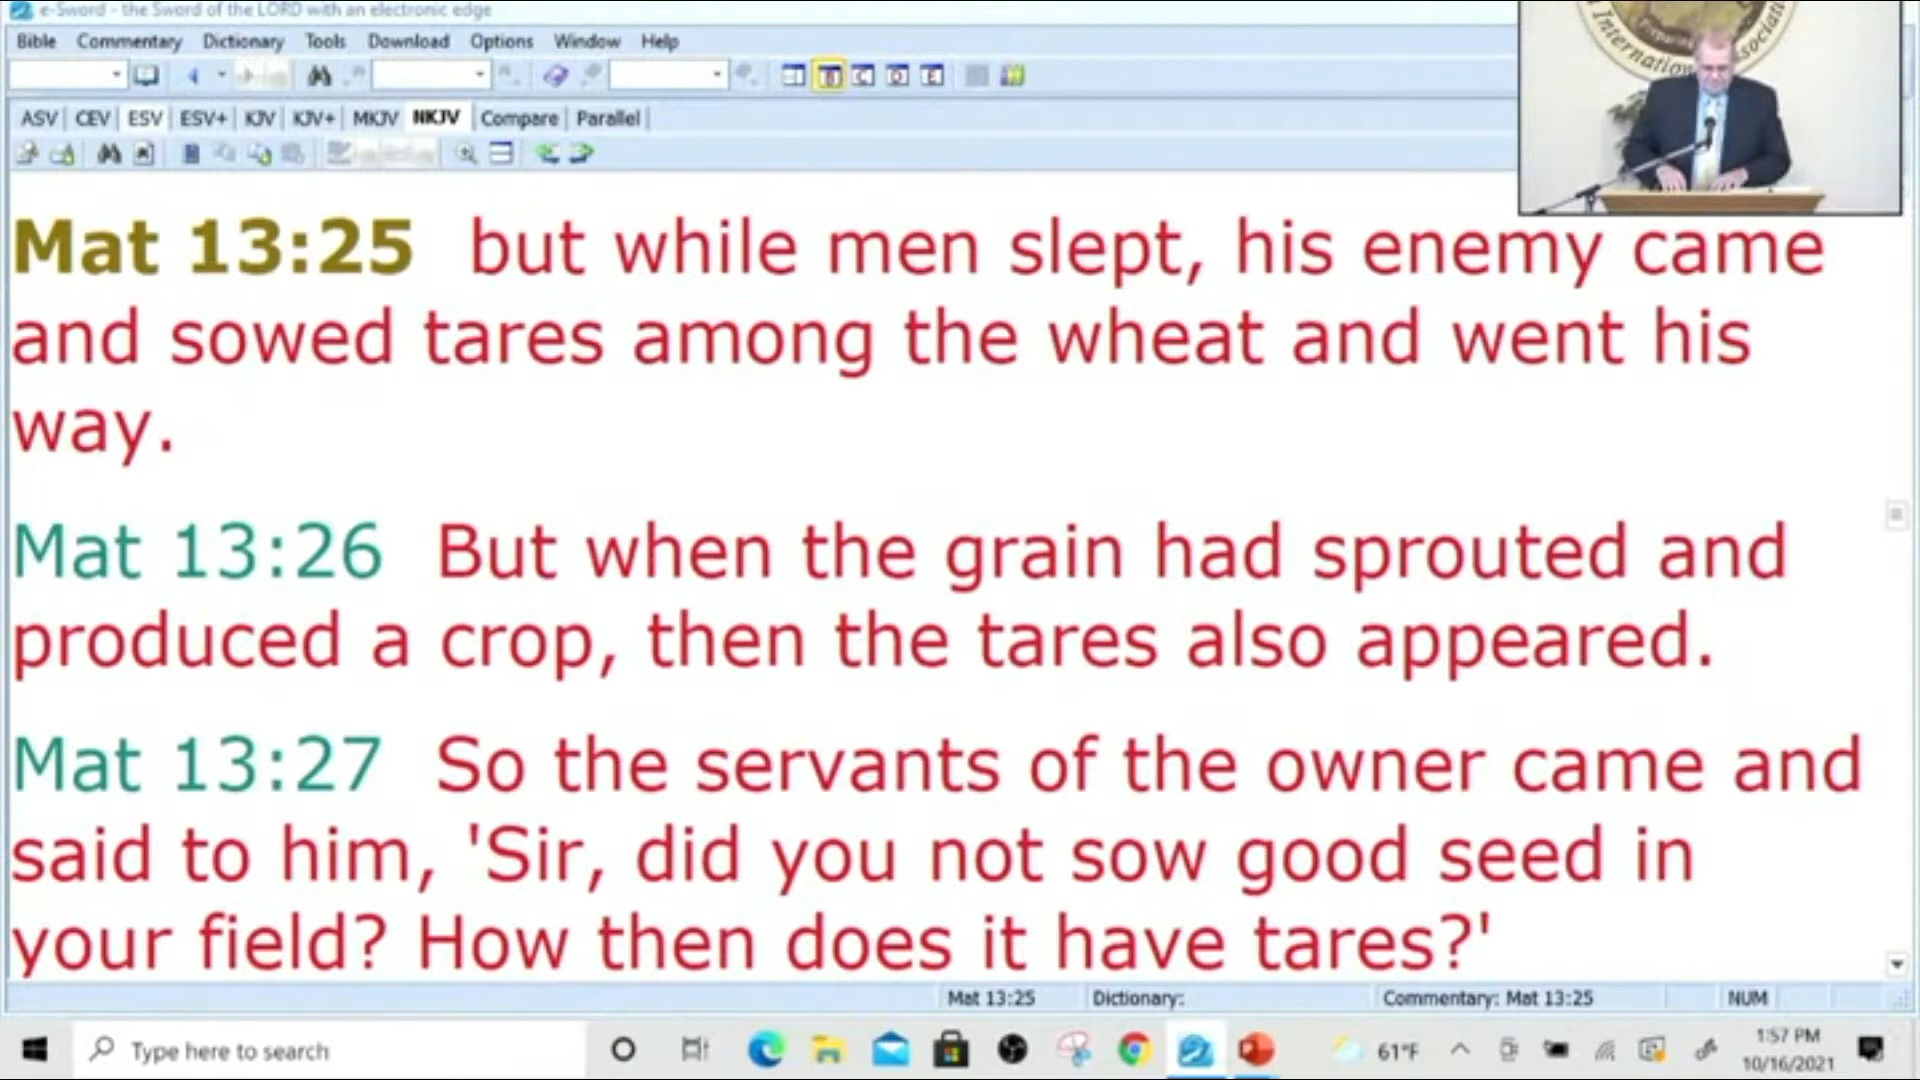 e-Sword - the Sword of the LORD with an electronic edge
Bible Commentary Dictionary Tools Download Options Window Help
ASV CEV ESV ESV+ KJV KJV+ MKJV NKJV Compare Parallel
International Associati
Mat 13:25 but while men slept, his enemy came
and sowed tares among the wheat and went his
way.
Mat 13:26 But when the grain had sprouted and
produced a crop, then the tares also appeared.
Mat 13:27 So the servants of the owner came and
said to him, 'Sir, did you not sow good seed in
your field? How then does it have tares?'
Mat 13:25 Dictionary: Commentary: Mat 13:25 NUM
Type here to search
61°F
1:57 PM
10/16/2021